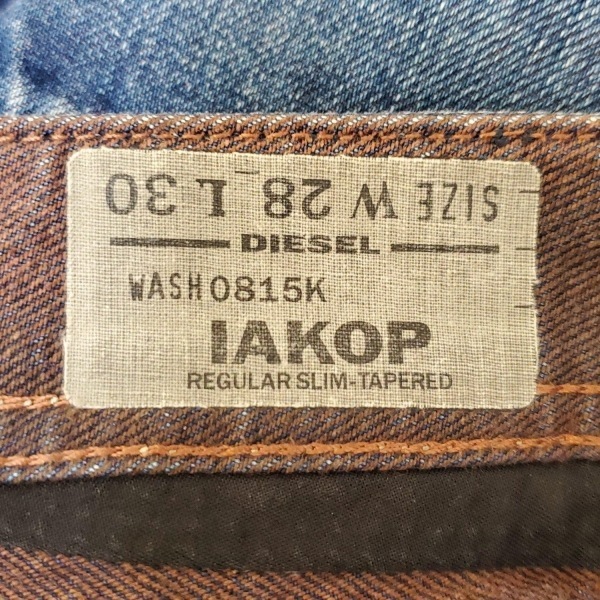 SIZE W 28 L 30
DIESEL
WASH 0815K
IAKOP
REGULAR SLIM-TAPERED